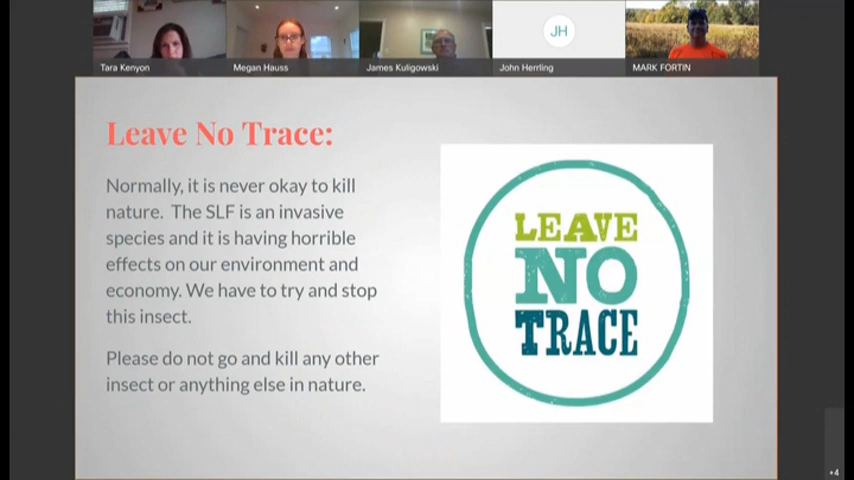 JH
Tara Kenyon
Megan Hauss
James Kuligowski
John Herrling
MARK FORTIN
Leave No Trace:
Normally, it is never okay to kill
nature. The SLF is an invasive
species and it is having horrible
effects on our environment and
economy. We have to try and stop
this insect.
Please do not go and kill any other
insect or anything else in nature.
LEAVE
NO
TRACE
+4